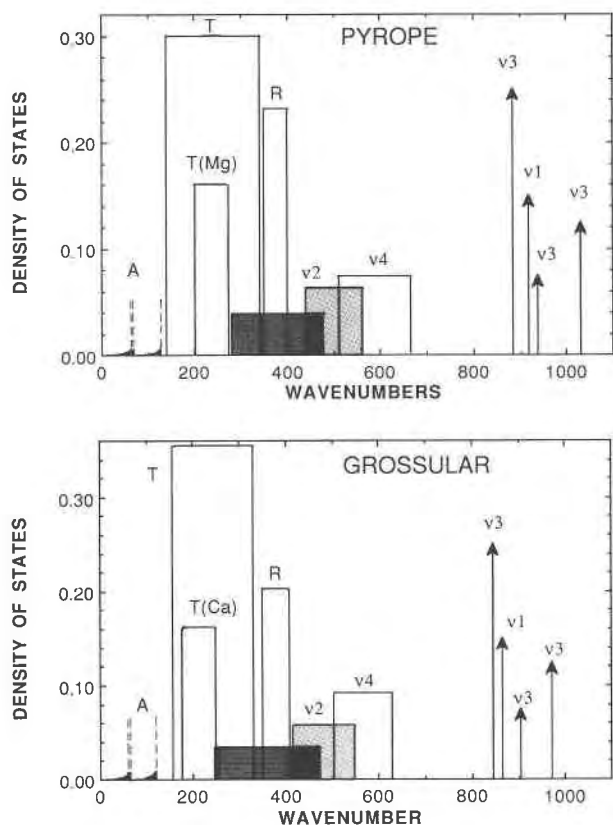 DENSITY OF STATES
0,30
0,20
0.10
0.00
T
PYROPE
ν3
R
ν1
T(Mg)
ν3
A
ν2
ν4
ν3
0 200 400 600 800 1000
WAVENUMBERS
DENSITY OF STATES
0.30
0.20
0,10
0.00
GROSSULAR
T
ν3
R
T(Ca)
ν1
ν3
ν4
A
ν2
ν3
0 200 400 600 800 1000
WAVENUMBER